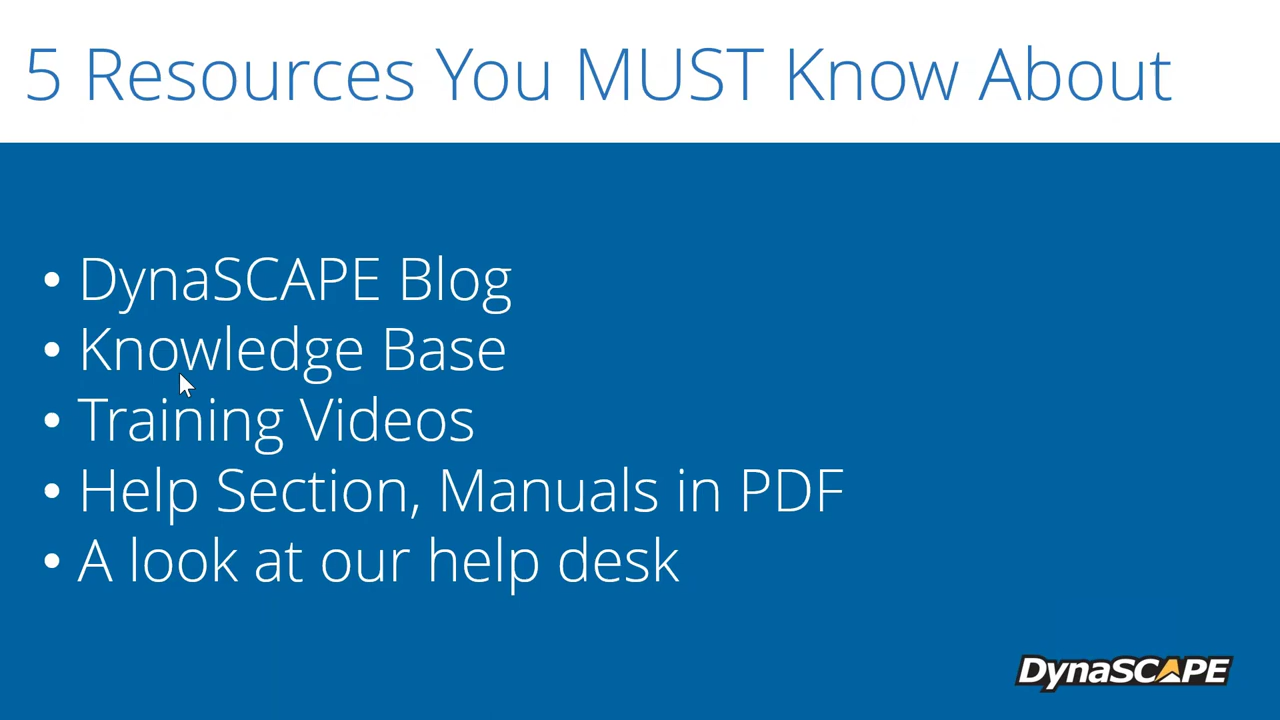 5 Resources You MUST Know About
• DynaSCAPE Blog
• Knowledge Base
• Training Videos
• Help Section, Manuals in PDF
• A look at our help desk
DynaSCAPE